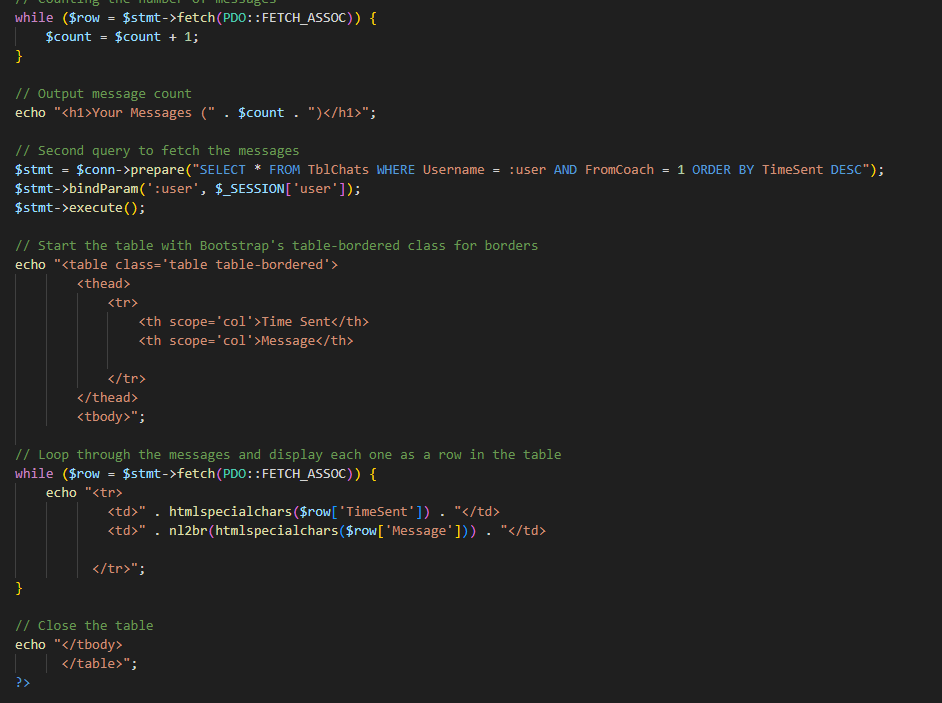 // Counting the number of messages
while ($row = $stmt->fetch(PDO::FETCH_ASSOC)) {
    $count = $count + 1;
}

// Output message count
echo "<h1>Your Messages (" . $count . ")</h1>";

// Second query to fetch the messages
$stmt = $conn->prepare("SELECT * FROM TblChats WHERE Username = :user AND FromCoach = 1 ORDER BY TimeSent DESC");
$stmt->bindParam(':user', $_SESSION['user']);
$stmt->execute();

// Start the table with Bootstrap's table-bordered class for borders
echo "<table class='table table-bordered'>
        <thead>
            <tr>
                <th scope='col'>Time Sent</th>
                <th scope='col'>Message</th>

            </tr>
        </thead>
        <tbody>";

// Loop through the messages and display each one as a row in the table
while ($row = $stmt->fetch(PDO::FETCH_ASSOC)) {
    echo "<tr>
            <td>" . htmlspecialchars($row['TimeSent']) . "</td>
            <td>" . nl2br(htmlspecialchars($row['Message'])) . "</td>

          </tr>";
}

// Close the table
echo "</tbody>
      </table>";
?>